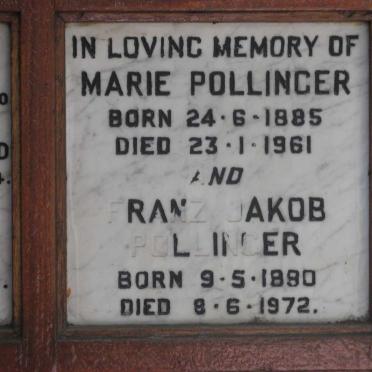 IN LOVING MEMORY OF
MARIE POLLINGER
BORN 24·6·1885
DIED 23·1·1961
AND
FRANZ JAKOB
POLLINGER
BORN 9·5·1890
DIED 8·6·1972.